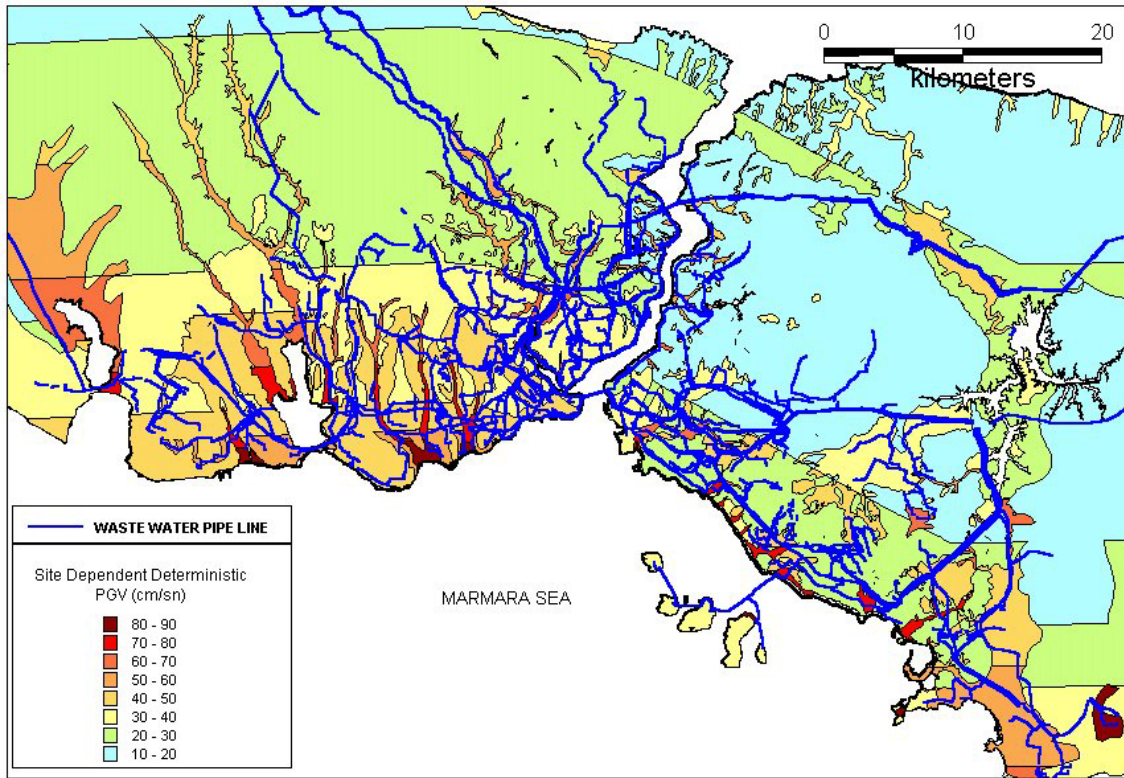 0 10 20
kilometers
WASTE WATER PIPE LINE
Site Dependent Deterministic
PGV (cm/sn)
80 - 90
70 - 80
60 - 70
50 - 60
40 - 50
30 - 40
20 - 30
10 - 20
MARMARA SEA